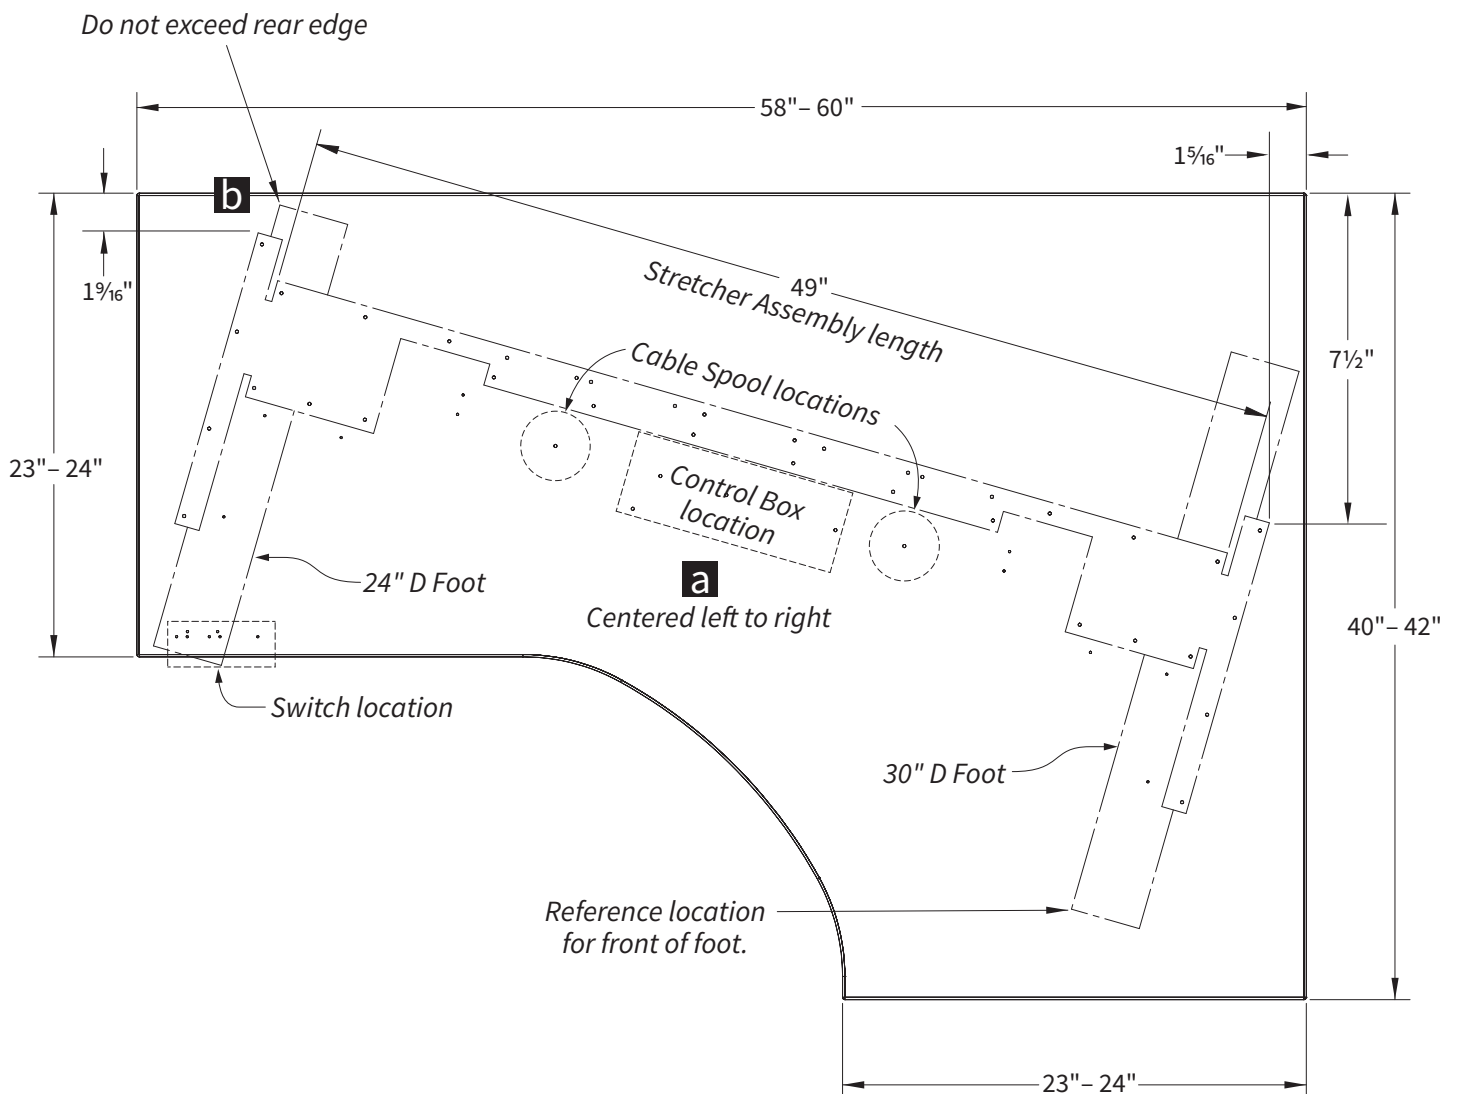 Do not exceed rear edge
58"– 60"
1⁵⁄₁₆"
b
1⁹⁄₁₆"
49"
Stretcher Assembly length
7½"
Cable Spool locations
23"– 24"
Control Box
location
24" D Foot
a
Centered left to right
40"– 42"
Switch location
30" D Foot
Reference location
for front of foot.
23"– 24"